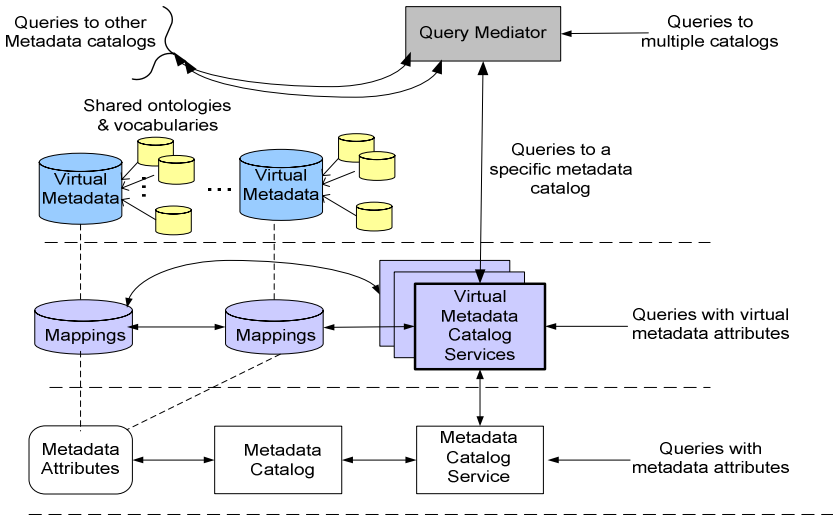 Queries to other
Metadata catalogs
Query Mediator
Queries to
multiple catalogs
Shared ontologies
& vocabularies
Queries to a
specific metadata
catalog
Virtual
Metadata
...
Virtual
Metadata
Mappings
Mappings
Virtual
Metadata
Catalog
Services
Queries with virtual
metadata attributes
Metadata
Attributes
Metadata
Catalog
Metadata
Catalog
Service
Queries with
metadata attributes